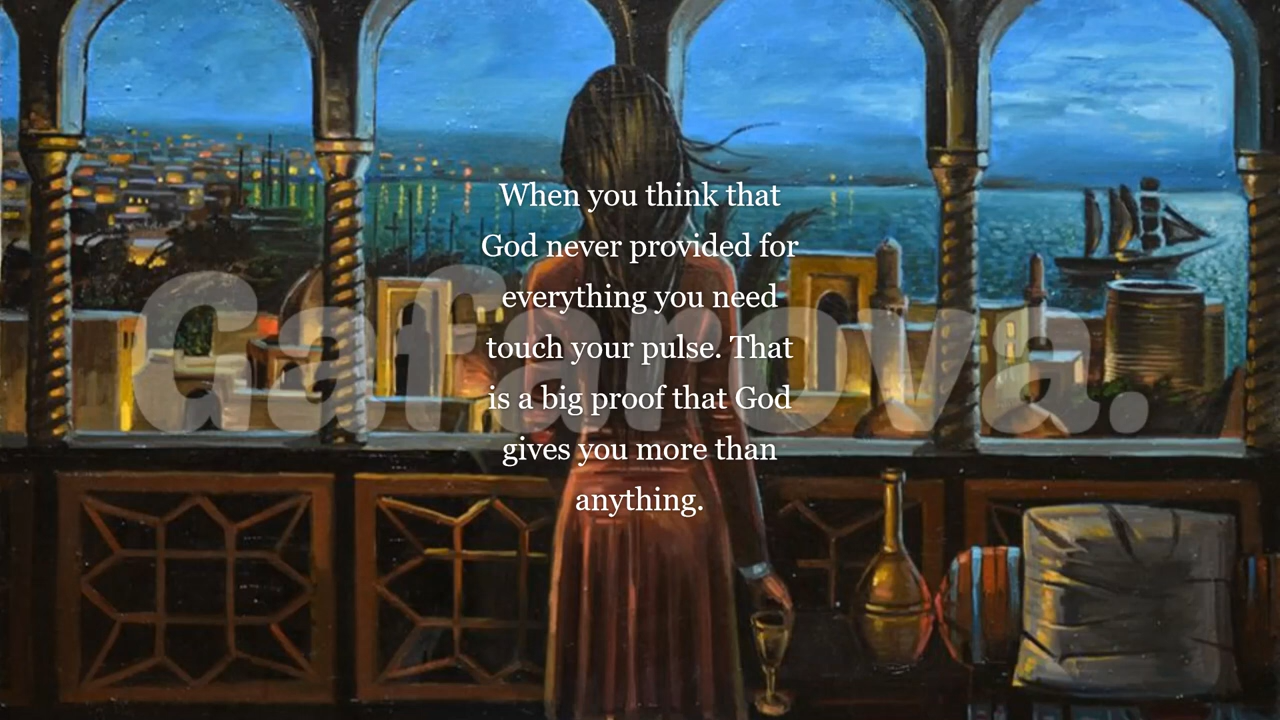 When you think that
God never provided for
everything you need
touch your pulse. That
is a big proof that God
gives you more than
anything.
Gafarova.